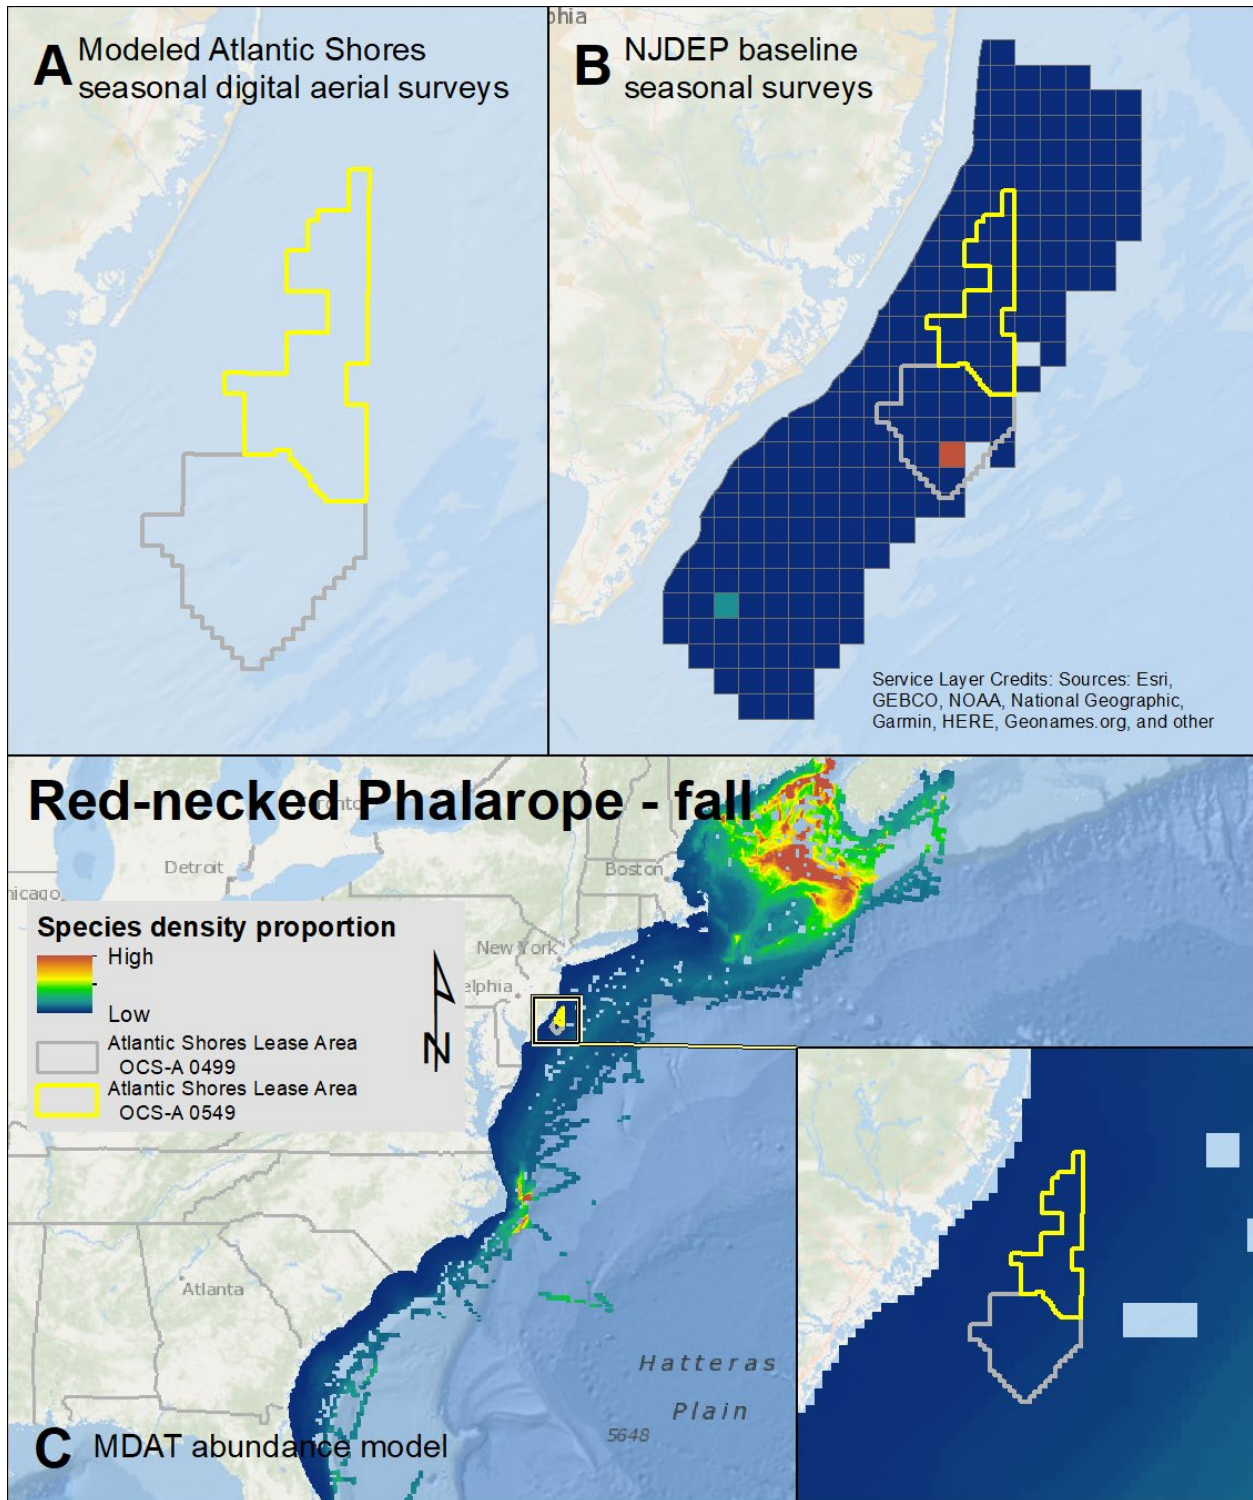 A Modeled Atlantic Shores
seasonal digital aerial surveys
phia
B NJDEP baseline
seasonal surveys
Service Layer Credits: Sources: Esri,
GEBCO, NOAA, National Geographic,
Garmin, HERE, Geonames.org, and other
Red-necked Phalarope - fall
Detroit
Boston
hicago
Species density proportion
High
Low
New York
elphia
N
Atlantic Shores Lease Area
OCS-A 0499
Atlantic Shores Lease Area
OCS-A 0549
Atlanta
Hatteras
Plain
5648
C MDAT abundance model